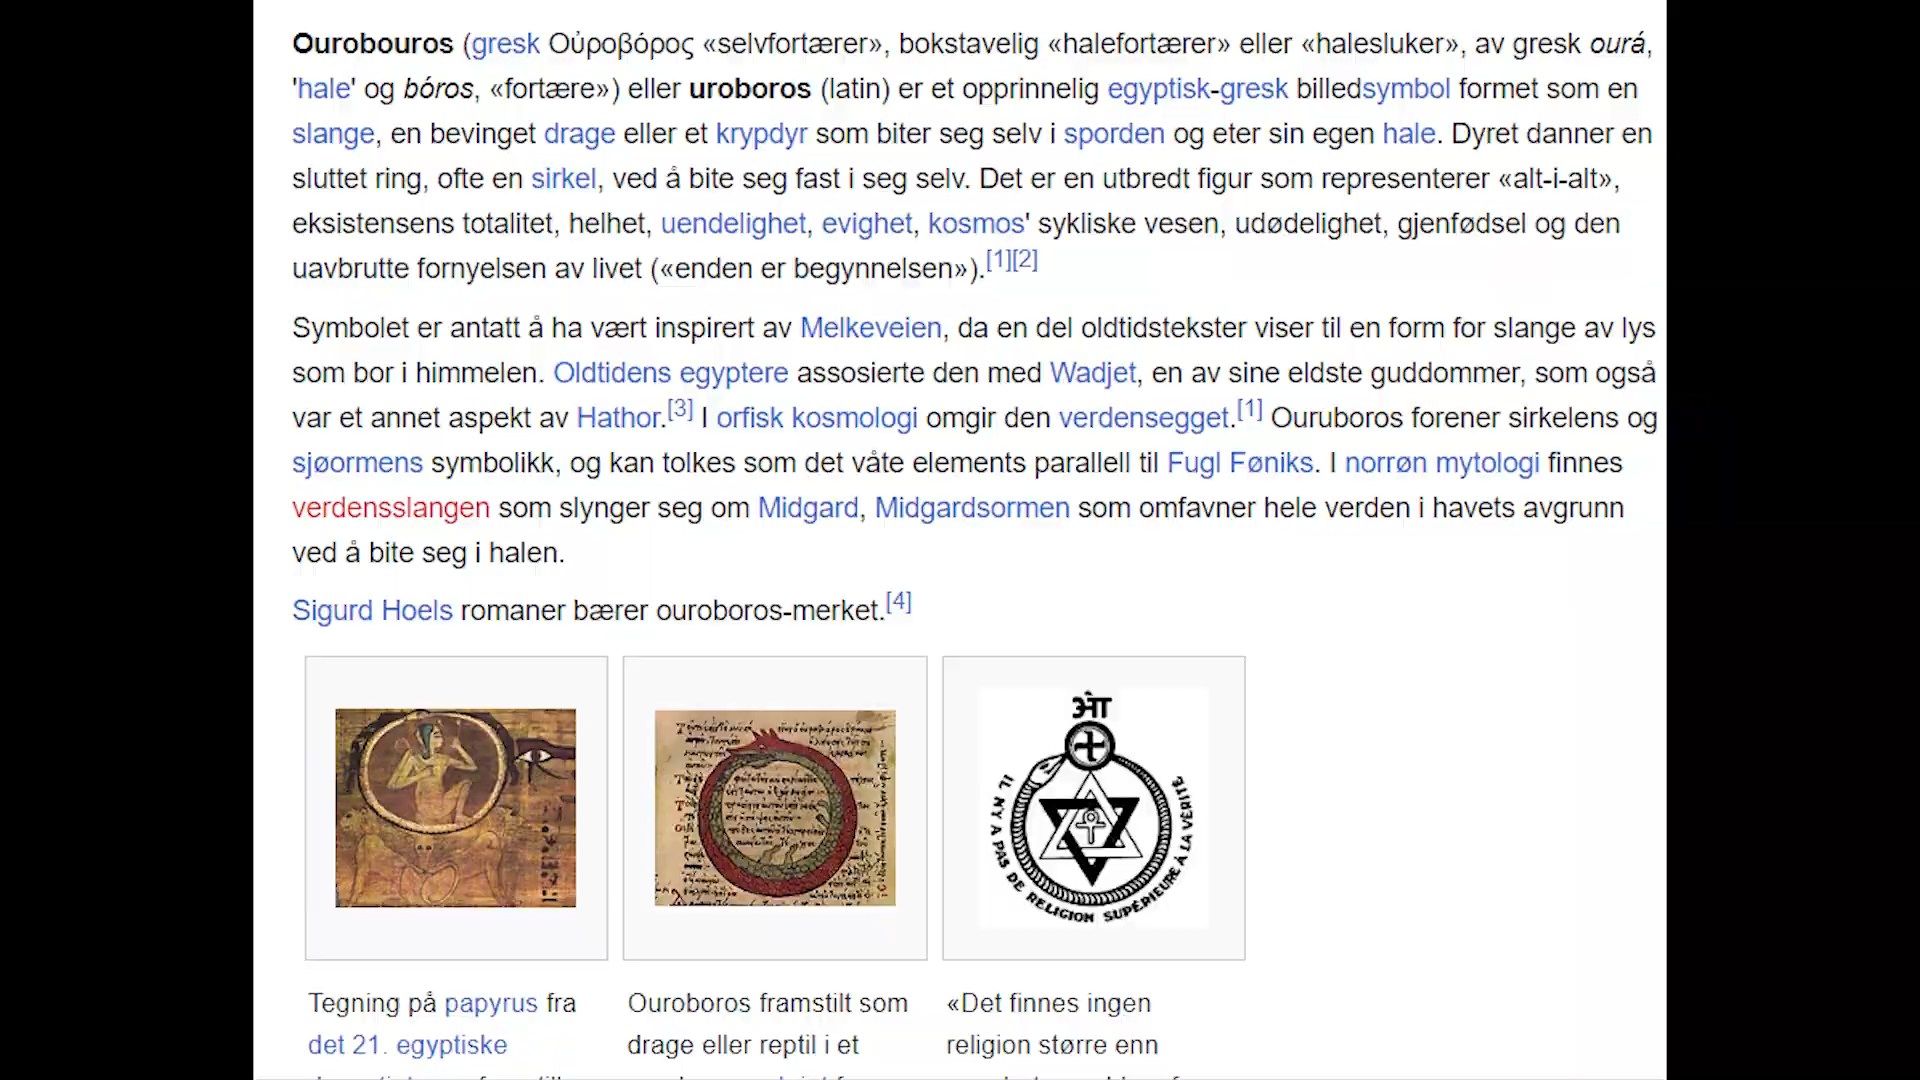 Ourobouros (gresk Οὐροβόρος «selvfortærer», bokstavelig «halefortærer» eller «halesluker», av gresk ourá,
'hale' og bóros, «fortære») eller uroboros (latin) er et opprinnelig egyptisk-gresk billedsymbol formet som en
slange, en bevinget drage eller et krypdyr som biter seg selv i sporden og eter sin egen hale. Dyret danner en
sluttet ring, ofte en sirkel, ved å bite seg fast i seg selv. Det er en utbredt figur som representerer «alt-i-alt»,
eksistensens totalitet, helhet, uendelighet, evighet, kosmos' sykliske vesen, udødelighet, gjenfødsel og den
uavbrutte fornyelsen av livet («enden er begynnelsen»).[1][2]
Symbolet er antatt å ha vært inspirert av Melkeveien, da en del oldtidstekster viser til en form for slange av lys
som bor i himmelen. Oldtidens egyptere assosierte den med Wadjet, en av sine eldste guddommer, som også
var et annet aspekt av Hathor.[3] I orfisk kosmologi omgir den verdensegget.[1] Ouruboros forener sirkelens og
sjøormens symbolikk, og kan tolkes som det våte elements parallell til Fugl Føniks. I norrøn mytologi finnes
verdensslangen som slynger seg om Midgard, Midgardsormen som omfavner hele verden i havets avgrunn
ved å bite seg i halen.
Sigurd Hoels romaner bærer ouroboros-merket.[4]
IL N'Y A PAS DE RELIGION SUPÉRIEURE À LA VÉRITÉ
Tegning på papyrus fra
det 21. egyptiske
Ouroboros framstilt som
drage eller reptil i et
«Det finnes ingen
religion større enn